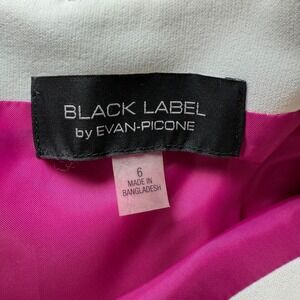 BLACK LABEL
by EVAN-PICONE
6
MADE IN
BANGLADESH